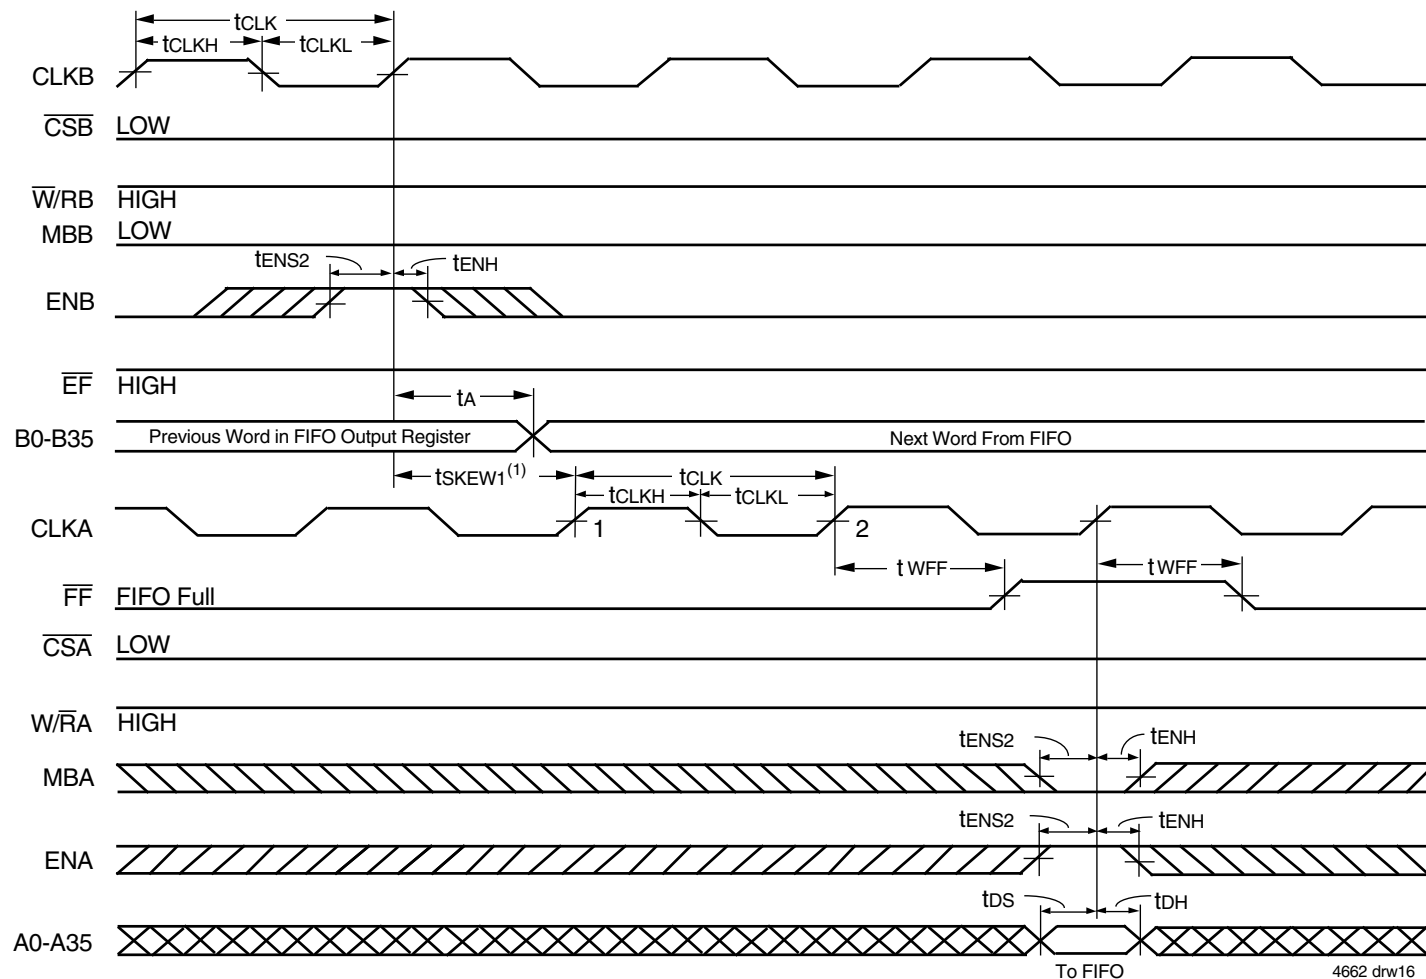 tCLK
tCLKH tCLKL
CLKB
CSB LOW
W/RB HIGH
MBB LOW
tENS2 tENH
ENB
EF HIGH
tA
B0-B35 Previous Word in FIFO Output Register Next Word From FIFO
tSKEW1(1) tCLK
tCLKH tCLKL
CLKA 1 2
tWFF tWFF
FF FIFO Full
CSA LOW
W/RA HIGH
tENS2 tENH
MBA
tENS2 tENH
ENA
tDS tDH
A0-A35
To FIFO
4662 drw16